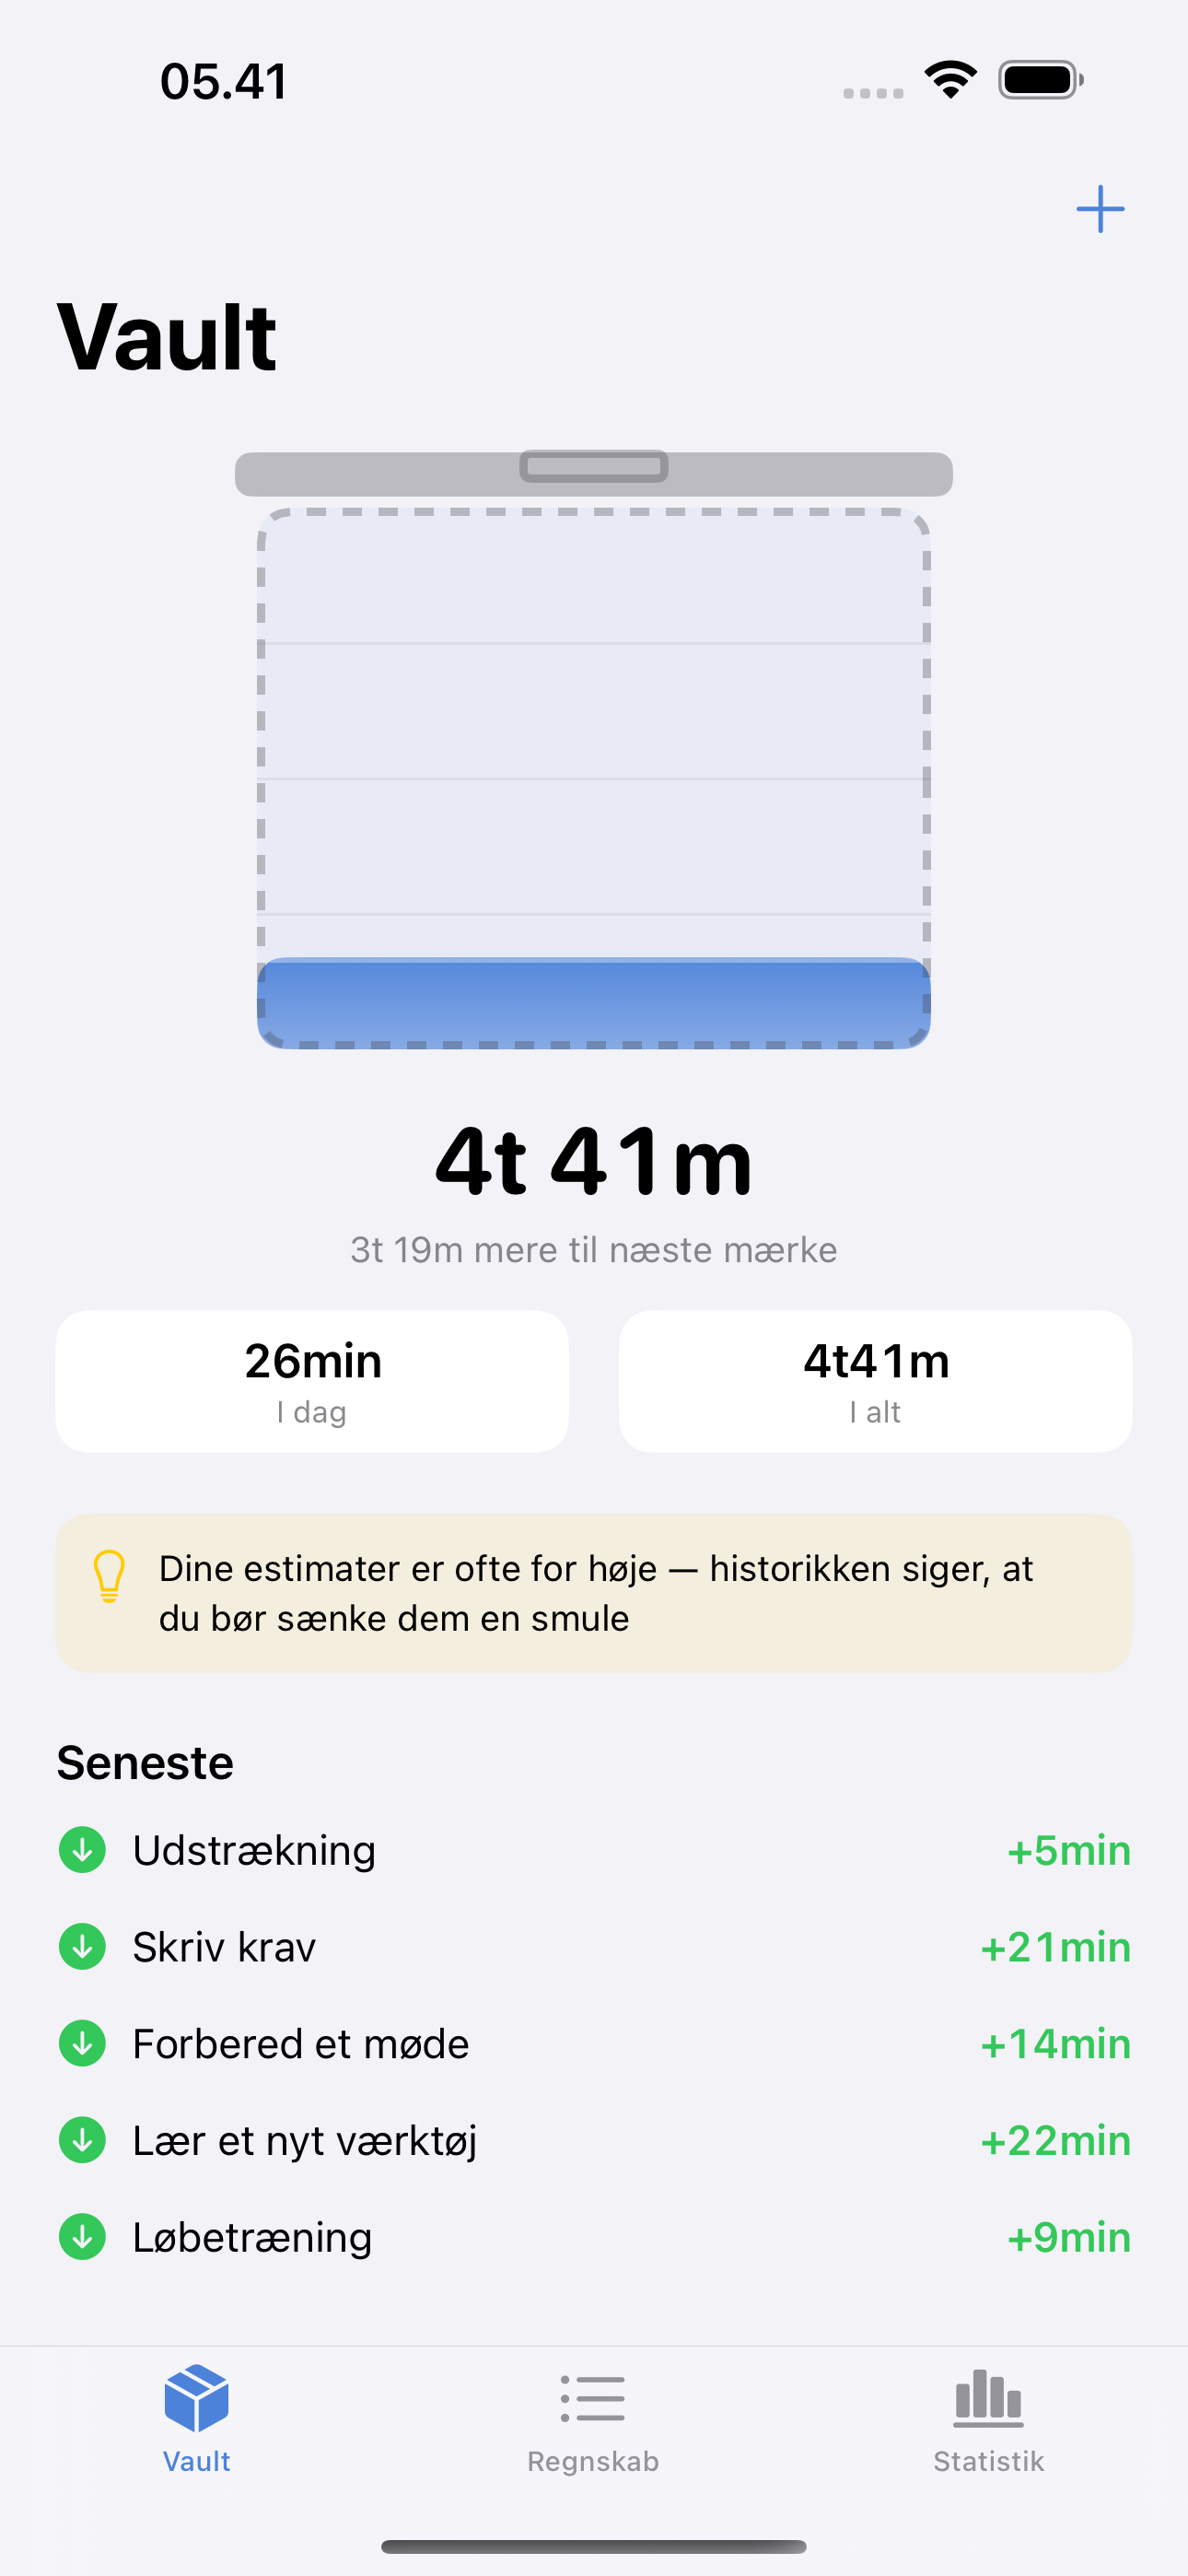 05.41
Vault
4t 41m
3t 19m mere til næste mærke
26min
I dag
4t41m
I alt
Dine estimater er ofte for høje — historikken siger, at
du bør sænke dem en smule
Seneste
Udstrækning +5min
Skriv krav +21min
Forbered et møde +14min
Lær et nyt værktøj +22min
Løbetræning +9min
Vault Regnskab Statistik